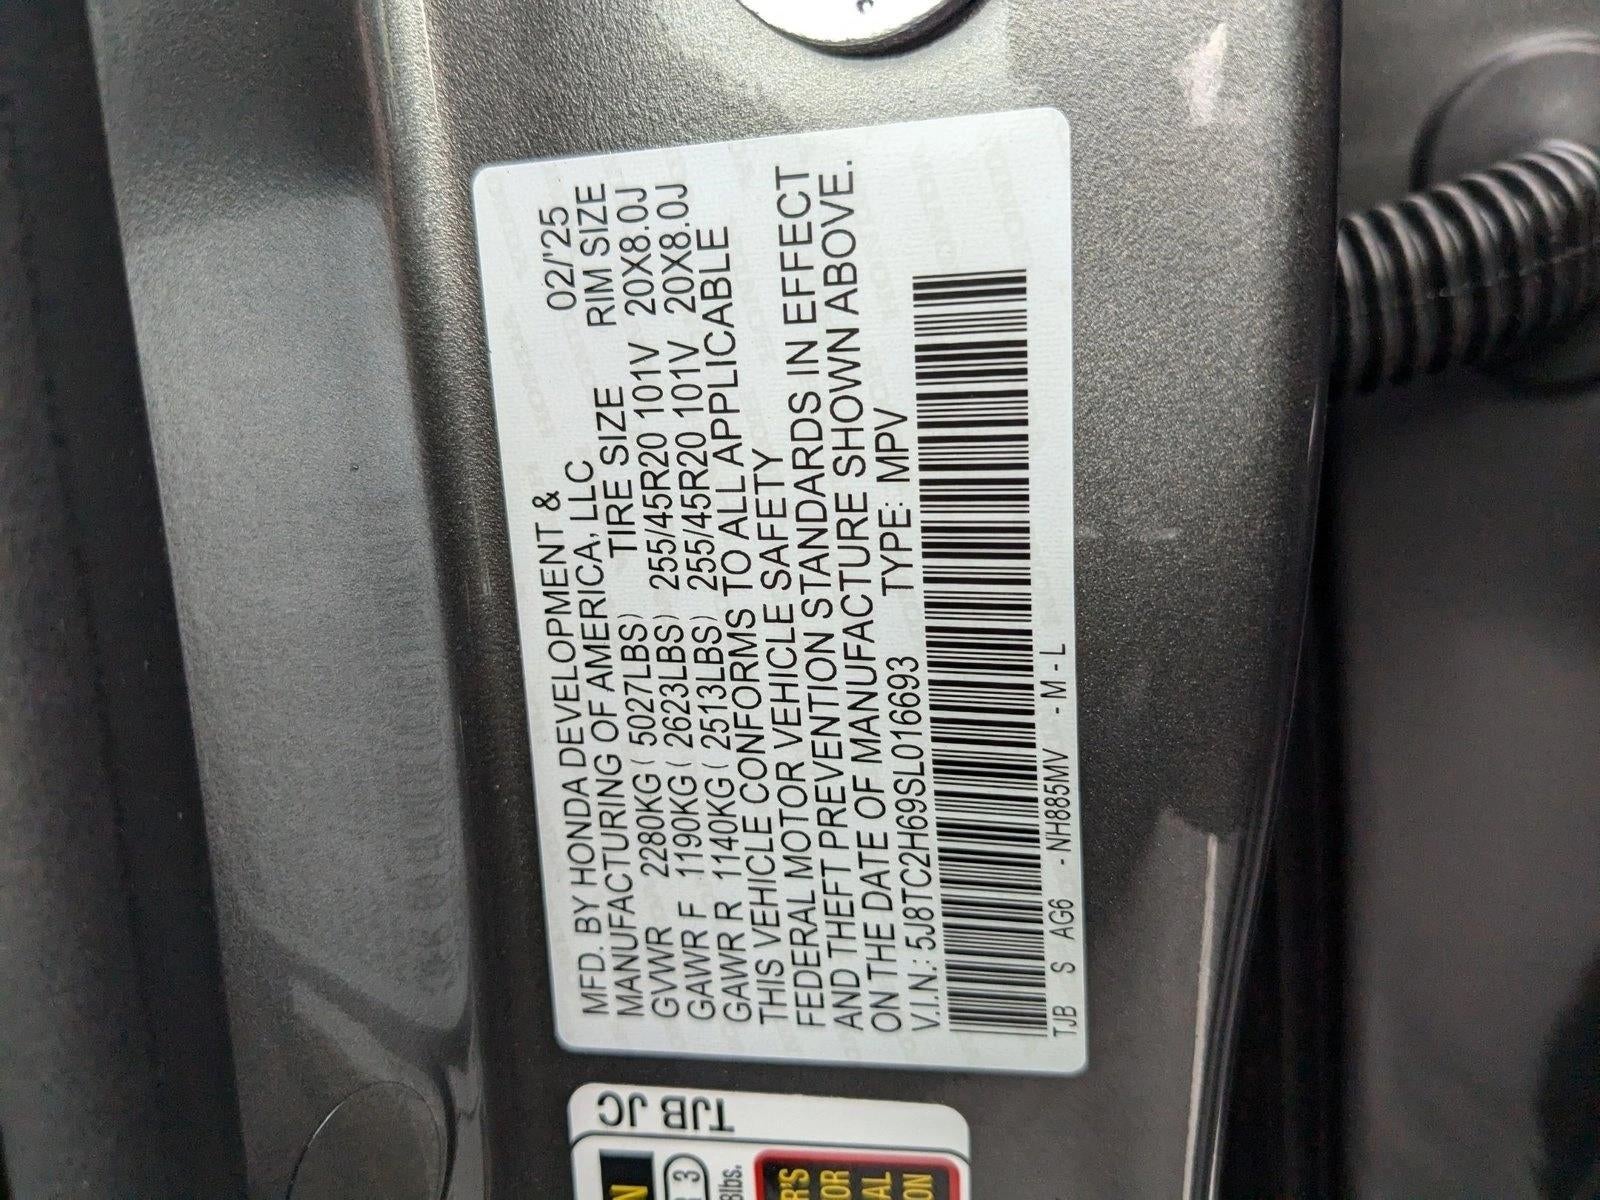 MFD. BY HONDA DEVELOPMENT & 02/'25
MANUFACTURING OF AMERICA, LLC RIM SIZE
TIRE SIZE
GVWR 2280KG ( 5027LBS) 255/45R20 101V 20X8.0J
GAWR F 1190KG ( 2623LBS) 255/45R20 101V 20X8.0J
GAWR R 1140KG ( 2513LBS)
THIS VEHICLE CONFORMS TO ALL APPLICABLE
FEDERAL MOTOR VEHICLE SAFETY
AND THEFT PREVENTION STANDARDS IN EFFECT
ON THE DATE OF MANUFACTURE SHOWN ABOVE.
V.I.N.: 5J8TC2H69SL016693 TYPE: MPV
TJB S AG6 -NH885MV -M-L
TJB JC
3
lbs.